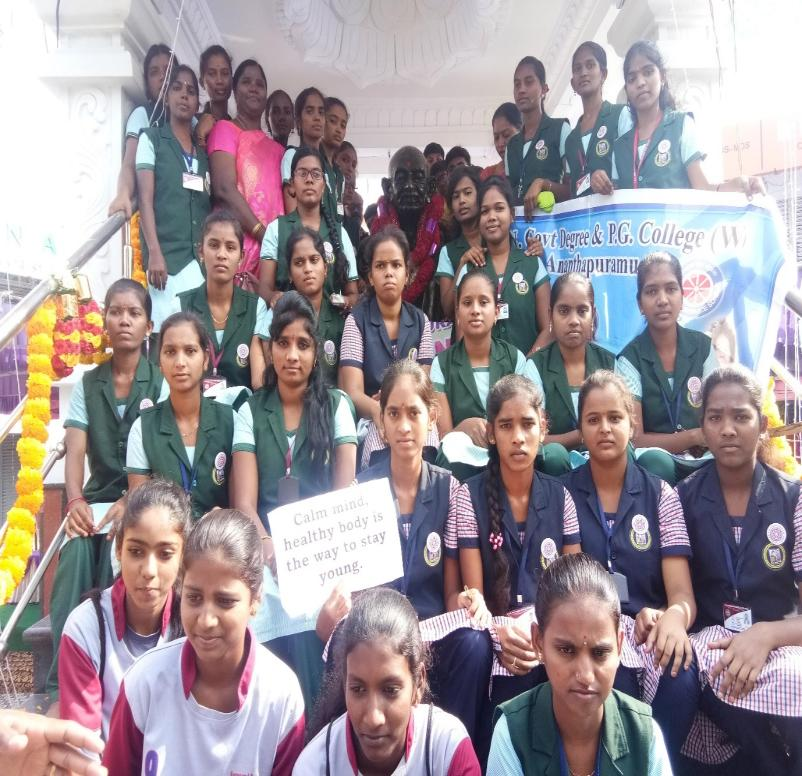 N. Govt Degree & P.G. College (W)
Ananthapuramu
Calm mind,
healthy body is
the way to stay
young.